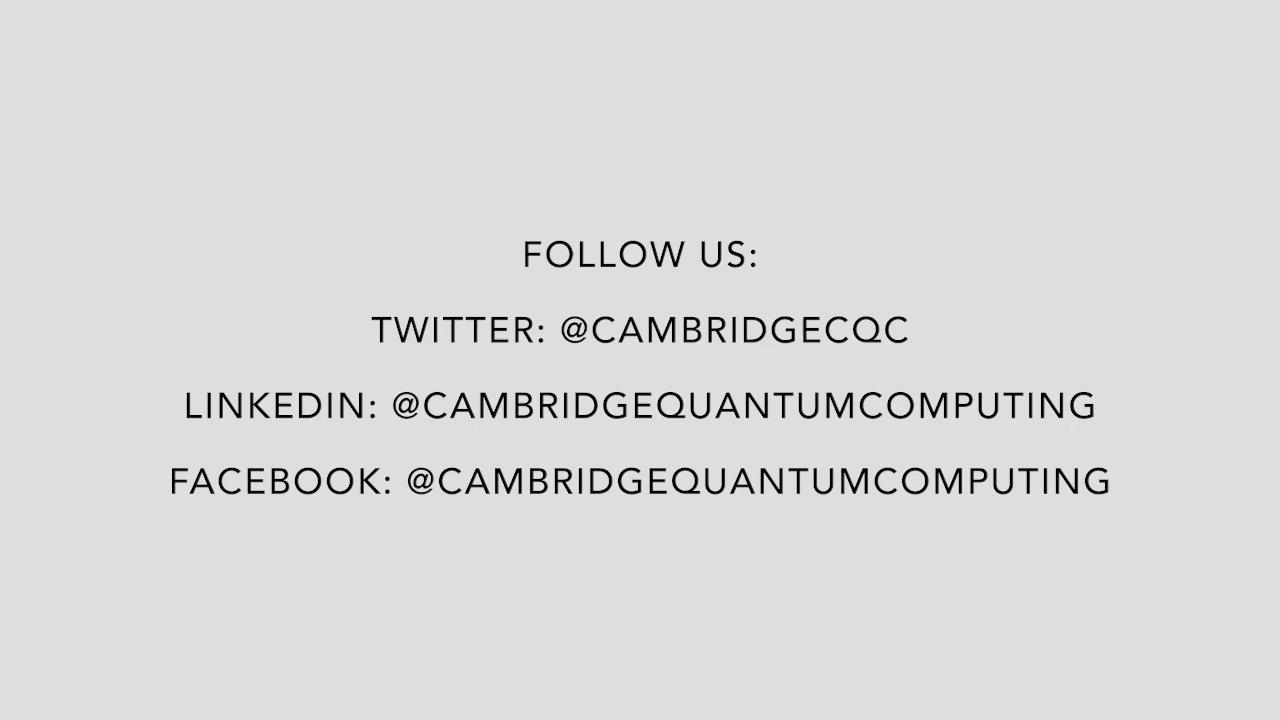 FOLLOW US:
TWITTER: @CAMBRIDGECQC
LINKEDIN: @CAMBRIDGEQUANTUMCOMPUTING
FACEBOOK: @CAMBRIDGEQUANTUMCOMPUTING